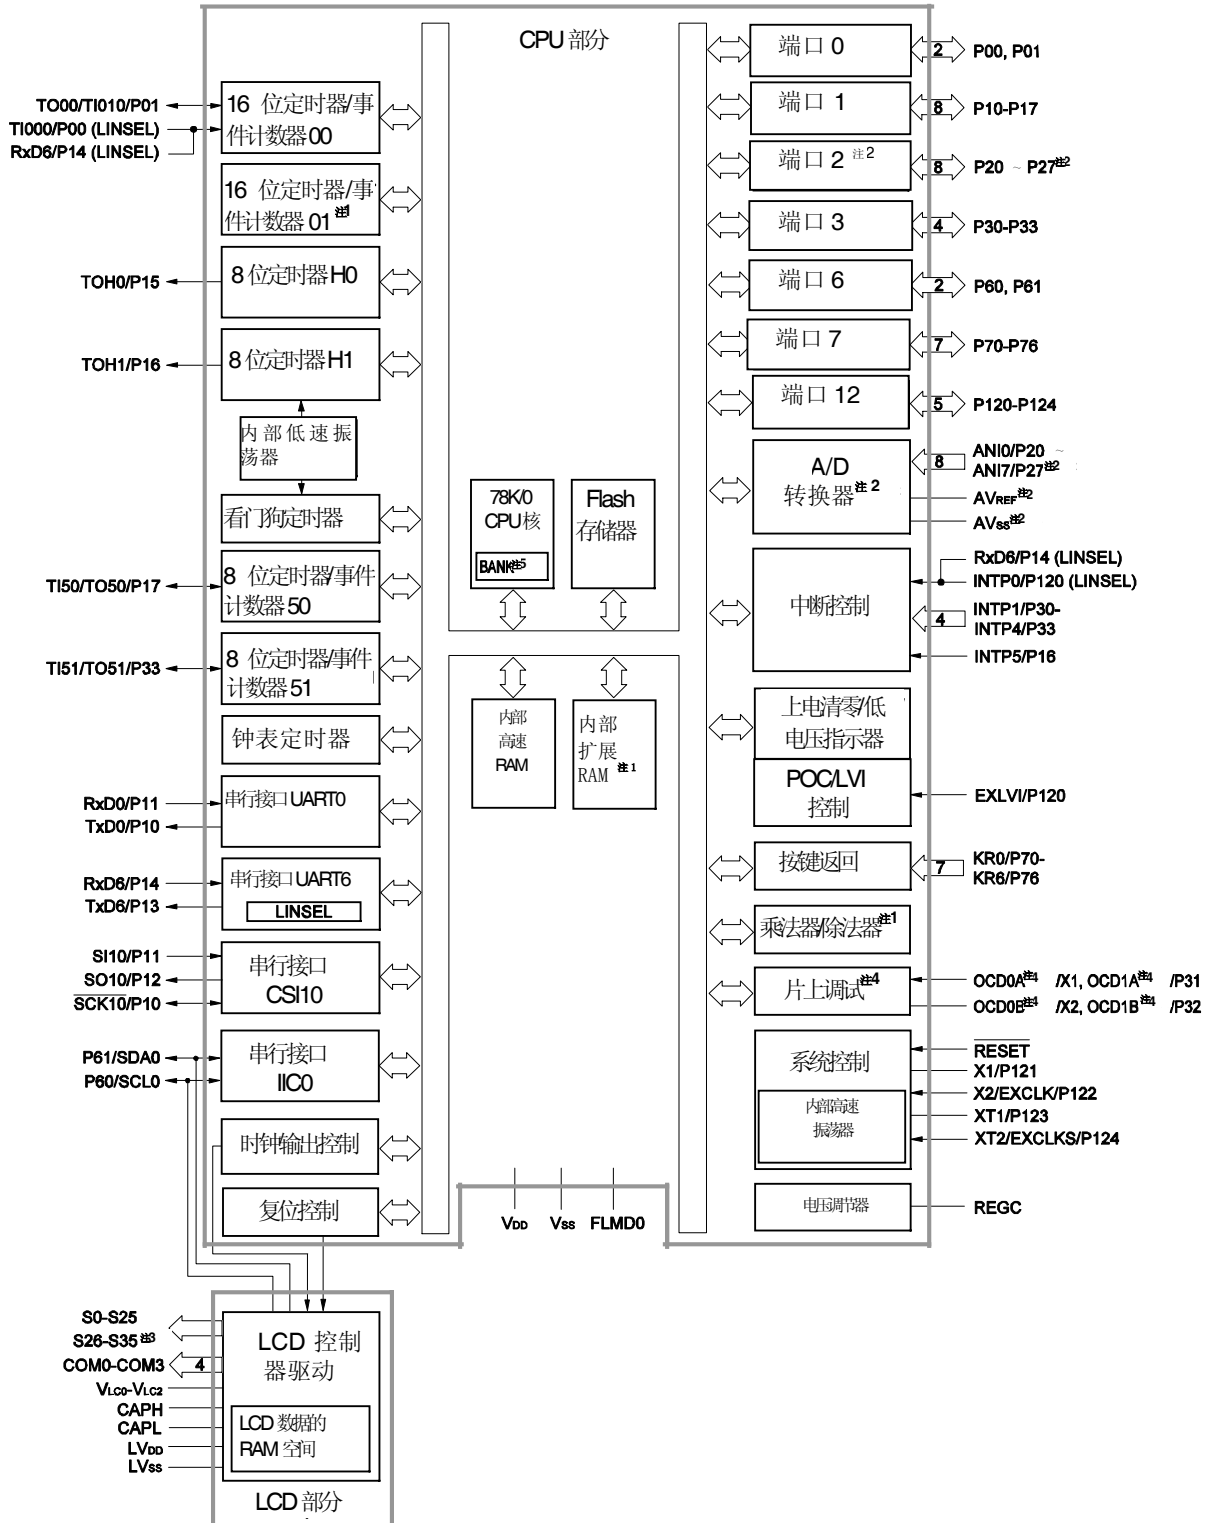 CPU 部分
TO00/TI010/P01
TI000/P00 (LINSEL)
RxD6/P14 (LINSEL)
16 位定时器/事
件计数器00
16 位定时器/事
件计数器 01 注1
TOH0/P15
8 位定时器 H0
TOH1/P16
8 位定时器 H1
内部低速振
荡器
看门狗定时器
TI50/TO50/P17
8 位定时器/事件
计数器 50
TI51/TO51/P33
8 位定时器/事件
计数器 51
钟表定时器
RxD0/P11
TxD0/P10
串行接口 UART0
RxD6/P14
TxD6/P13
串行接口 UART6
LINSEL
SI10/P11
SO10/P12
SCK10/P10
串行接口
CSI10
P61/SDA0
P60/SCL0
串行接口
IIC0
时钟输出控制
复位控制
78K/0
CPU 核
BANK注5
Flash
存储器
内部
高速
RAM
内部
扩展
RAM 注1
VDD
VSS
FLMD0
端口 0
2
P00, P01
端口 1
8
P10-P17
端口 2 注2
8
P20 ~ P27注2
端口 3
4
P30-P33
端口 6
2
P60, P61
端口 7
7
P70-P76
端口 12
5
P120-P124
A/D
转换器注2
8
ANI0/P20 ~
ANI7/P27注2
AVREF注2
AVSS注2
中断控制
RxD6/P14 (LINSEL)
INTP0/P120 (LINSEL)
4
INTP1/P30-
INTP4/P33
INTP5/P16
上电清零/低
电压指示器
POC/LVI
控制
EXLVI/P120
按键返回
7
KR0/P70-
KR6/P76
乘法器/除法器注1
片上调试注4
OCD0A注4 /X1, OCD1A注4 /P31
OCD0B注4 /X2, OCD1B注4 /P32
系统控制
内部高速
振荡器
RESET
X1/P121
X2/EXCLK/P122
XT1/P123
XT2/EXCLKS/P124
电压调节器
REGC
S0-S25
S26-S35 注3
COM0-COM3
4
VLC0-VLC2
CAPH
CAPL
LVDD
LVSS
LCD 控制
器驱动
LCD 数据的
RAM 空间
LCD 部分